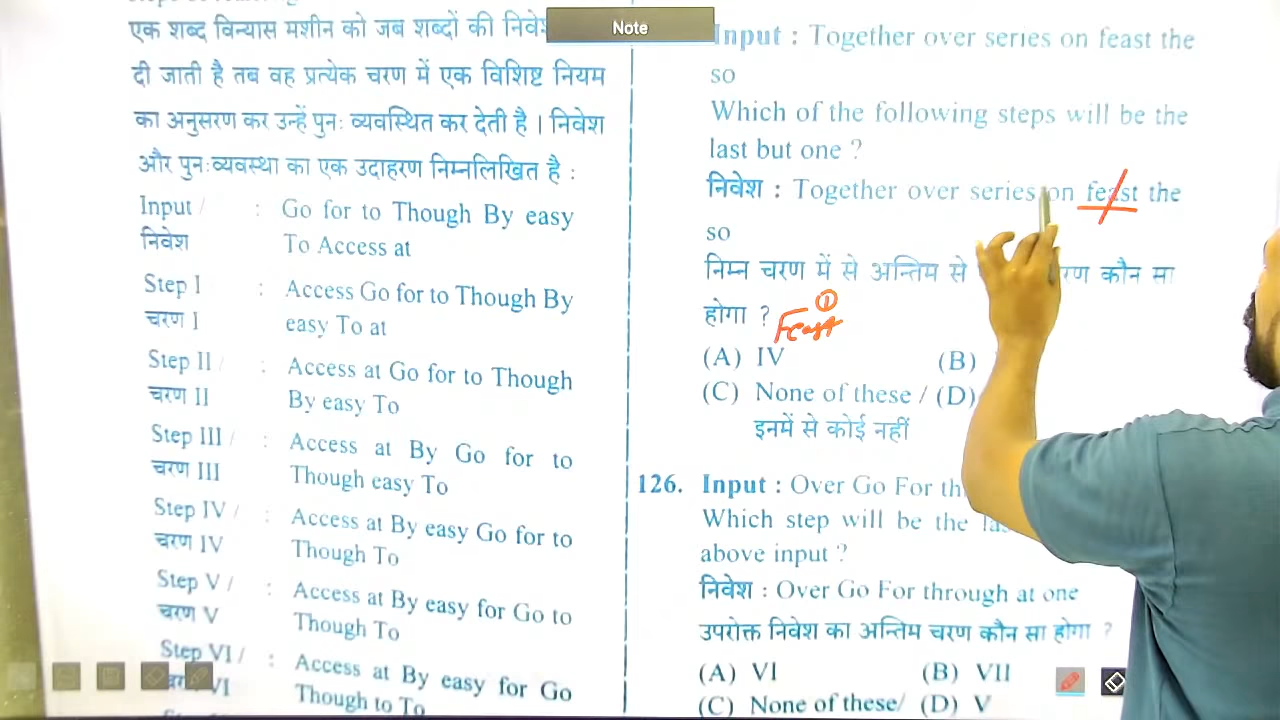 एक शब्द विन्यास मशीन को जब शब्दों की
दी जाती है तब वह प्रत्येक चरण में एक विशिष्ट नियम
का अनुसरण कर उन्हें पुनः व्यवस्थित कर देती है । निवेश
और पुनःव्यवस्था का एक उदाहरण निम्नलिखित है :
Input / : Go for to Though By easy
निवेश To Access at
Step I : Access Go for to Though By
चरण I easy To at
Step II / : Access at Go for to Though
चरण II By easy To
Step III / : Access at By Go for to
चरण III Though easy To
Step IV / : Access at By easy Go for to
चरण IV Though To
Step V / : Access at By easy for Go to
चरण V Though To
Step VI / : Access at By easy for Go
VI Though to To
Note
Input : Together over series on feast the
so
Which of the following steps will be the
last but one ?
निवेश : Together over series on feast the
so
निम्न चरण में से अन्तिम से कौन सा
होगा ?
Feast ①
(A) IV (B)
(C) None of these / (D)
इनमें से कोई नहीं
126. Input : Over Go For
Which step will be the
above input ?
निवेश : Over Go For through at one
उपरोक्त निवेश का अन्तिम चरण कौन सा होगा ?
(A) VI (B) VII
(C) None of these/ (D) V